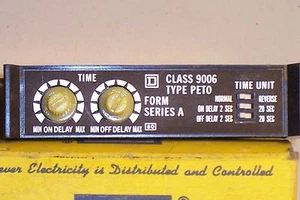 TIME
CLASS 9006
TYPE PETO
FORM
SERIES A
TIME UNIT
NORMAL REVERSE
ON DELAY 2 SEC 20 SEC
OFF DELAY 2 SEC 20 SEC
MIN ON DELAY MAX
MIN OFF DELAY MAX
ever Electricity is Distributed and Controlled